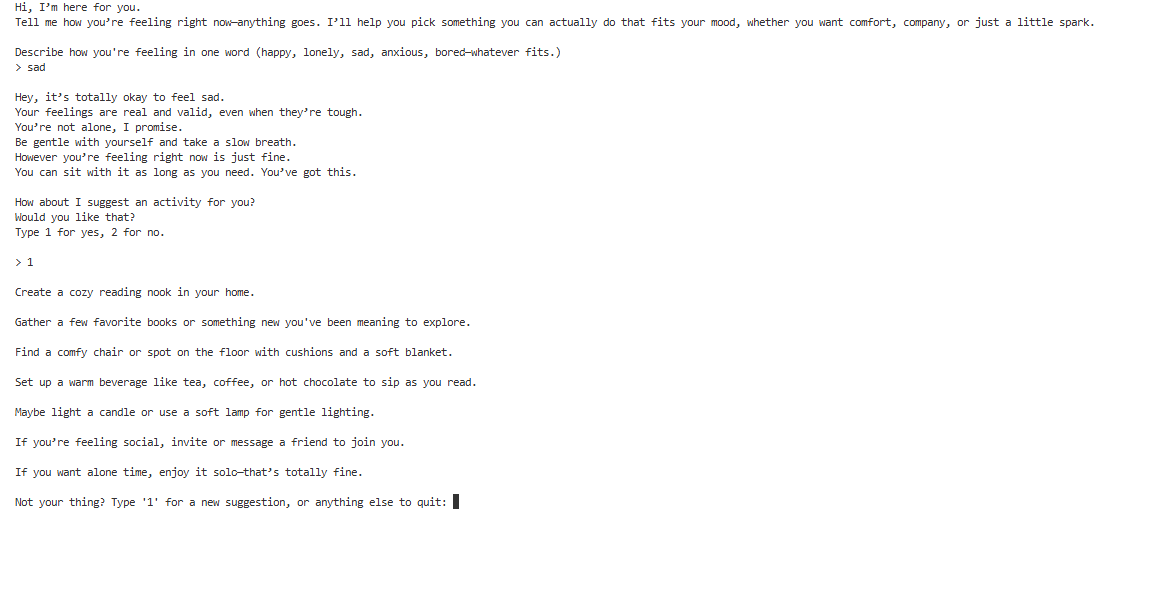 Hi, I’m here for you.
Tell me how you’re feeling right now—anything goes. I’ll help you pick something you can actually do that fits your mood, whether you want comfort, company, or just a little spark.
Describe how you're feeling in one word (happy, lonely, sad, anxious, bored—whatever fits.)
> sad
Hey, it’s totally okay to feel sad.
Your feelings are real and valid, even when they’re tough.
You’re not alone, I promise.
Be gentle with yourself and take a slow breath.
However you’re feeling right now is just fine.
You can sit with it as long as you need. You’ve got this.
How about I suggest an activity for you?
Would you like that?
Type 1 for yes, 2 for no.
> 1
Create a cozy reading nook in your home.
Gather a few favorite books or something new you've been meaning to explore.
Find a comfy chair or spot on the floor with cushions and a soft blanket.
Set up a warm beverage like tea, coffee, or hot chocolate to sip as you read.
Maybe light a candle or use a soft lamp for gentle lighting.
If you’re feeling social, invite or message a friend to join you.
If you want alone time, enjoy it solo—that’s totally fine.
Not your thing? Type '1' for a new suggestion, or anything else to quit: